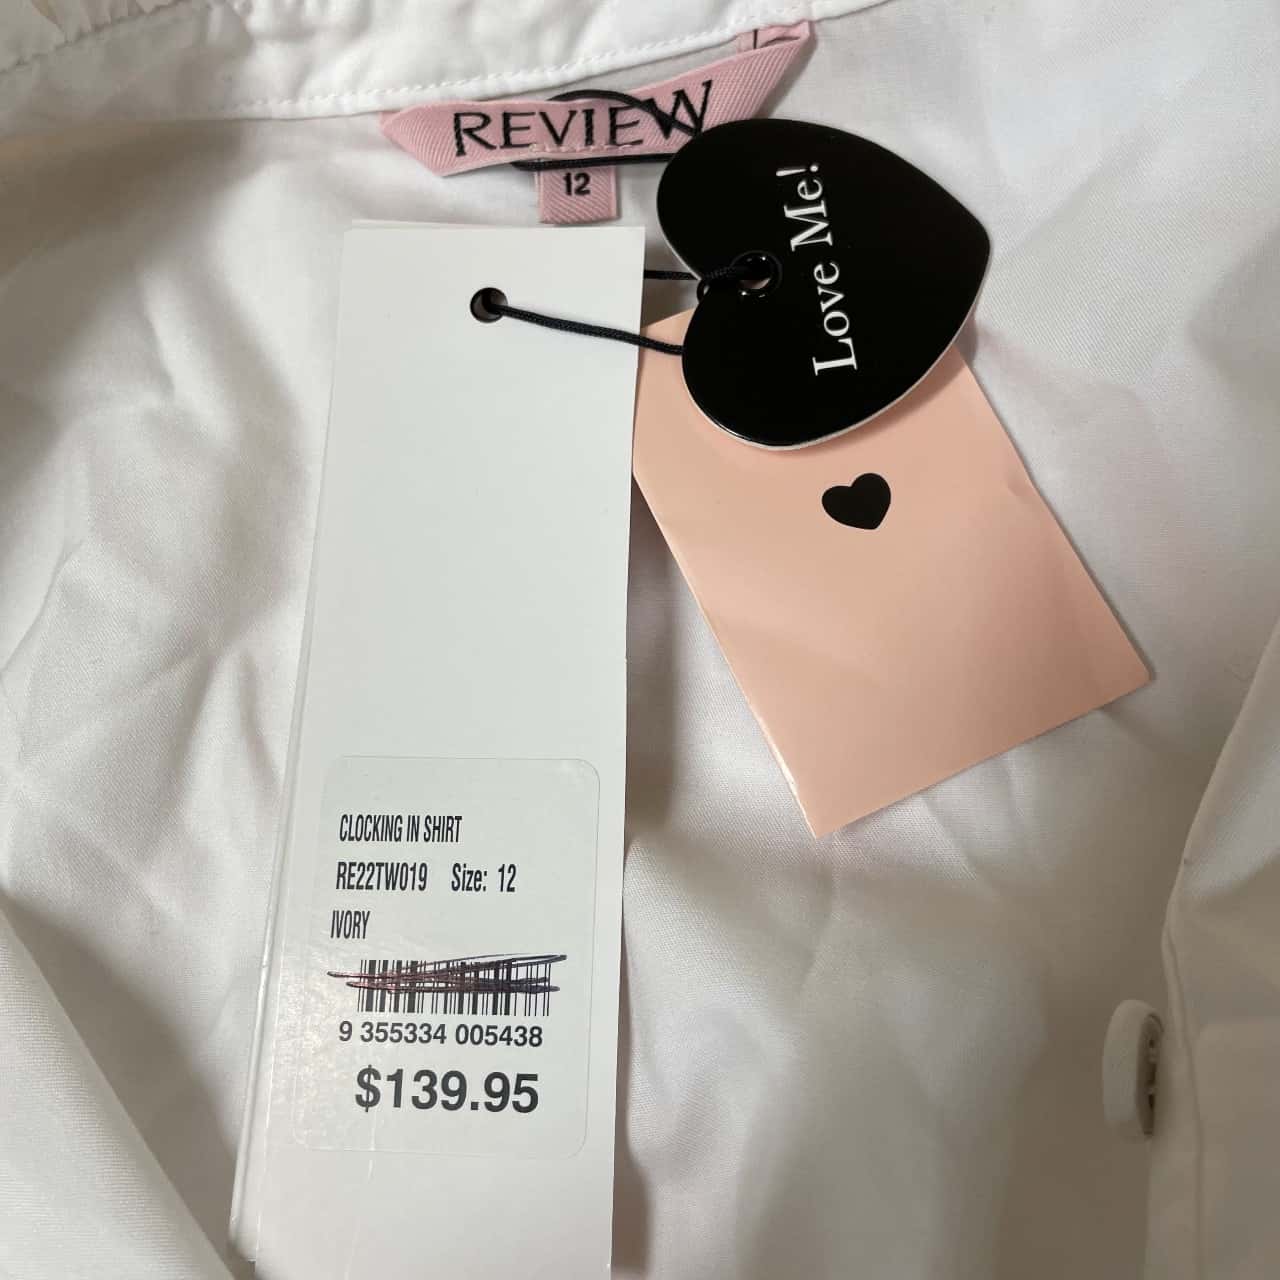 REVIEW
12
Love Me!
CLOCKING IN SHIRT
RE22TW019 Size: 12
IVORY
9 355334 005438
$139.95